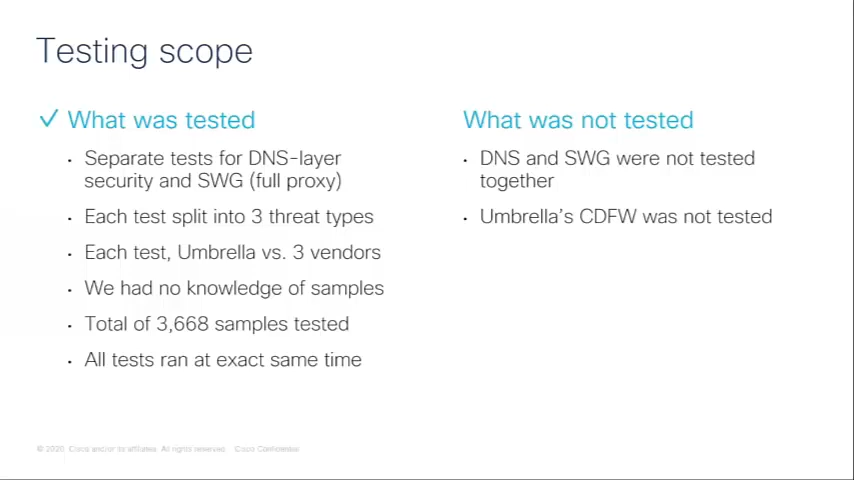 Testing scope
✓ What was tested
· Separate tests for DNS-layer
security and SWG (full proxy)
· Each test split into 3 threat types
· Each test, Umbrella vs. 3 vendors
· We had no knowledge of samples
· Total of 3,668 samples tested
· All tests ran at exact same time
What was not tested
· DNS and SWG were not tested
together
· Umbrella's CDFW was not tested
© 2020 Cisco and/or its affiliates. All rights reserved. Cisco Confidential